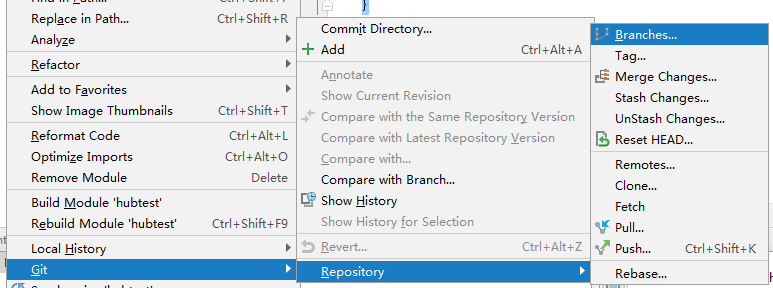 Replace in Path... Ctrl+Shift+R
Analyze
Refactor
Add to Favorites
Show Image Thumbnails Ctrl+Shift+T
Reformat Code Ctrl+Alt+L
Optimize Imports Ctrl+Alt+O
Remove Module Delete
Build Module 'hubtest'
Rebuild Module 'hubtest' Ctrl+Shift+F9
Local History
Git
}
Commit Directory...
Add Ctrl+Alt+A
Annotate
Show Current Revision
Compare with the Same Repository Version
Compare with Latest Repository Version
Compare with...
Compare with Branch...
Show History
Show History for Selection
Revert... Ctrl+Alt+Z
Repository
Branches...
Tag...
Merge Changes...
Stash Changes...
UnStash Changes...
Reset HEAD...
Remotes...
Clone...
Fetch
Pull...
Push... Ctrl+Shift+K
Rebase...